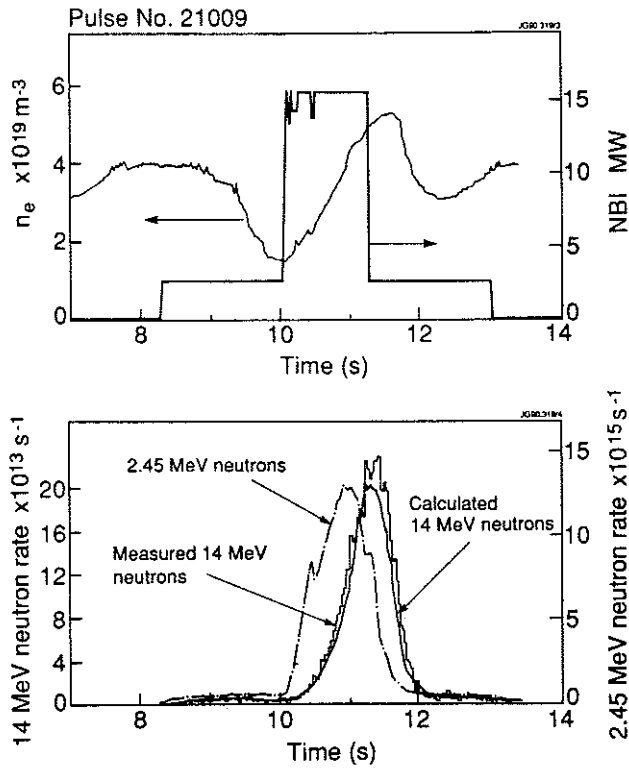 Pulse No. 21009
JG90.319/3
n_e x10^19 m^-3
6
4
2
0
15
10
5
0
NBI MW
8 10 12 14
Time (s)
JG90.319/4
14 MeV neutron rate x10^13 s^-1
20
16
12
8
4
0
2.45 MeV neutrons
Measured 14 MeV
neutrons
Calculated
14 MeV neutrons
15
10
5
0
2.45 MeV neutron rate x10^15 s^-1
8 10 12 14
Time (s)